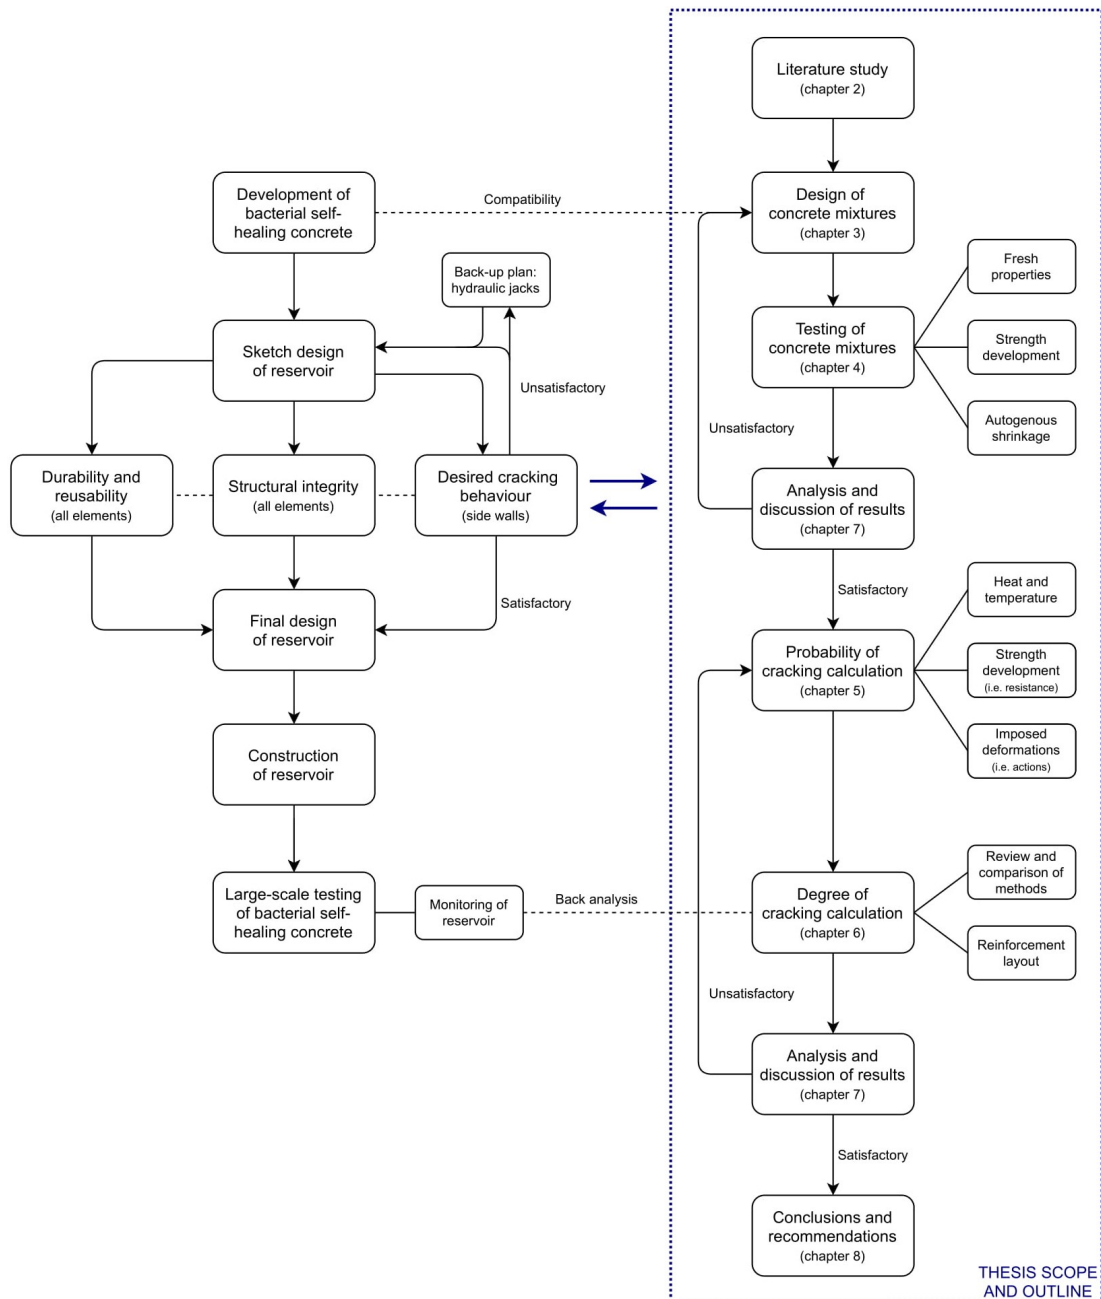 Development of
bacterial self-
healing concrete
Compatibility
Back-up plan:
hydraulic jacks
Sketch design
of reservoir
Unsatisfactory
Durability and
reusability
(all elements)
Structural integrity
(all elements)
Desired cracking
behaviour
(side walls)
Satisfactory
Final design
of reservoir
Construction
of reservoir
Large-scale testing
of bacterial self-
healing concrete
Monitoring of
reservoir
Back analysis
Literature study
(chapter 2)
Design of
concrete mixtures
(chapter 3)
Testing of
concrete mixtures
(chapter 4)
Fresh
properties
Strength
development
Autogenous
shrinkage
Unsatisfactory
Analysis and
discussion of results
(chapter 7)
Satisfactory
Probability of
cracking calculation
(chapter 5)
Heat and
temperature
Strength
development
(i.e. resistance)
Imposed
deformations
(i.e. actions)
Degree of
cracking calculation
(chapter 6)
Review and
comparison of
methods
Reinforcement
layout
Unsatisfactory
Analysis and
discussion of results
(chapter 7)
Satisfactory
Conclusions and
recommendations
(chapter 8)
THESIS SCOPE
AND OUTLINE